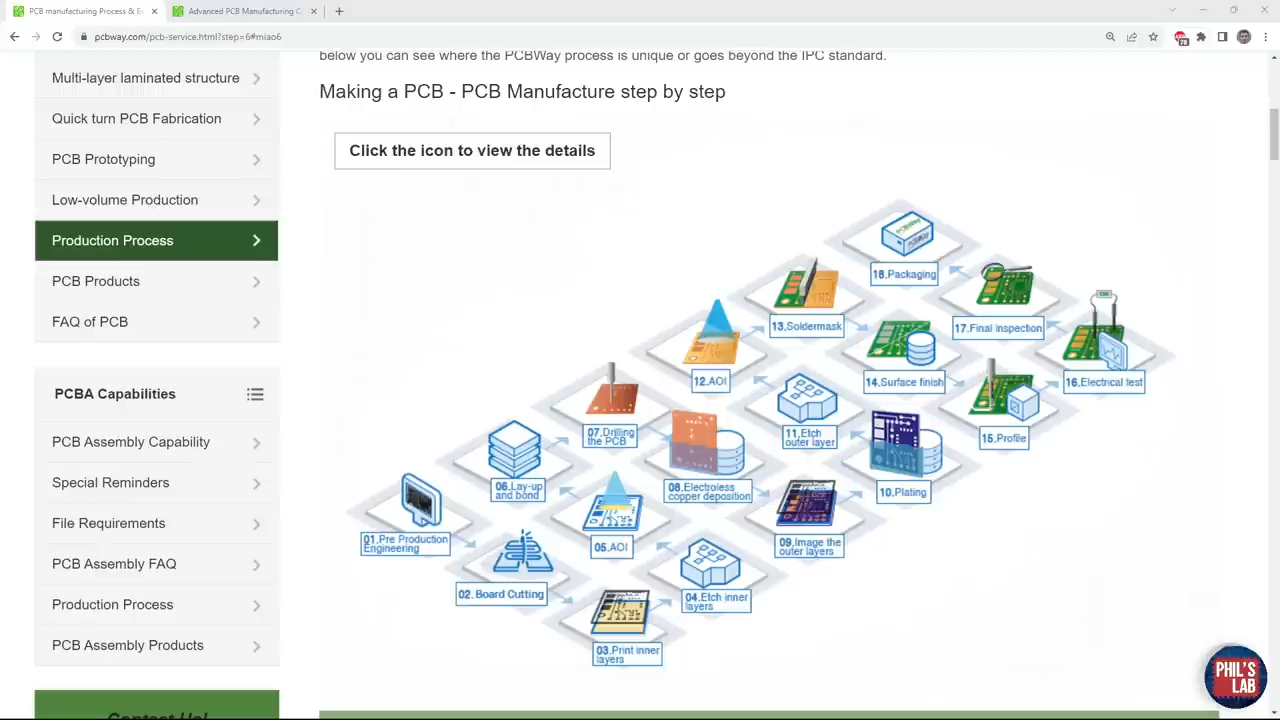 PCB manufacturing Process & E
Advanced PCB Manufacturing C
pcbway.com/pcb-service.html?step=6#miao6
78
below you can see where the PCBWay process is unique or goes beyond the IPC standard.
Multi-layer laminated structure
Quick turn PCB Fabrication
PCB Prototyping
Low-volume Production
Production Process
PCB Products
FAQ of PCB
PCBA Capabilities
PCB Assembly Capability
Special Reminders
File Requirements
PCB Assembly FAQ
Production Process
PCB Assembly Products
Contact Us!
Making a PCB - PCB Manufacture step by step
Click the icon to view the details
18.Packaging
13.Soldermask
17.Final inspection
12.AOI
14.Surface finish
16.Electrical test
07.Drilling
the PCB
11.Etch
outer layer
15.Profile
06.Lay-up
and bond
08.Electroless
copper deposition
10.Plating
01.Pre Production
Engineering
05.AOI
09.Image the
outer layers
02.Board Cutting
04.Etch inner
layers
03.Print inner
layers
PHIL'S
LAB